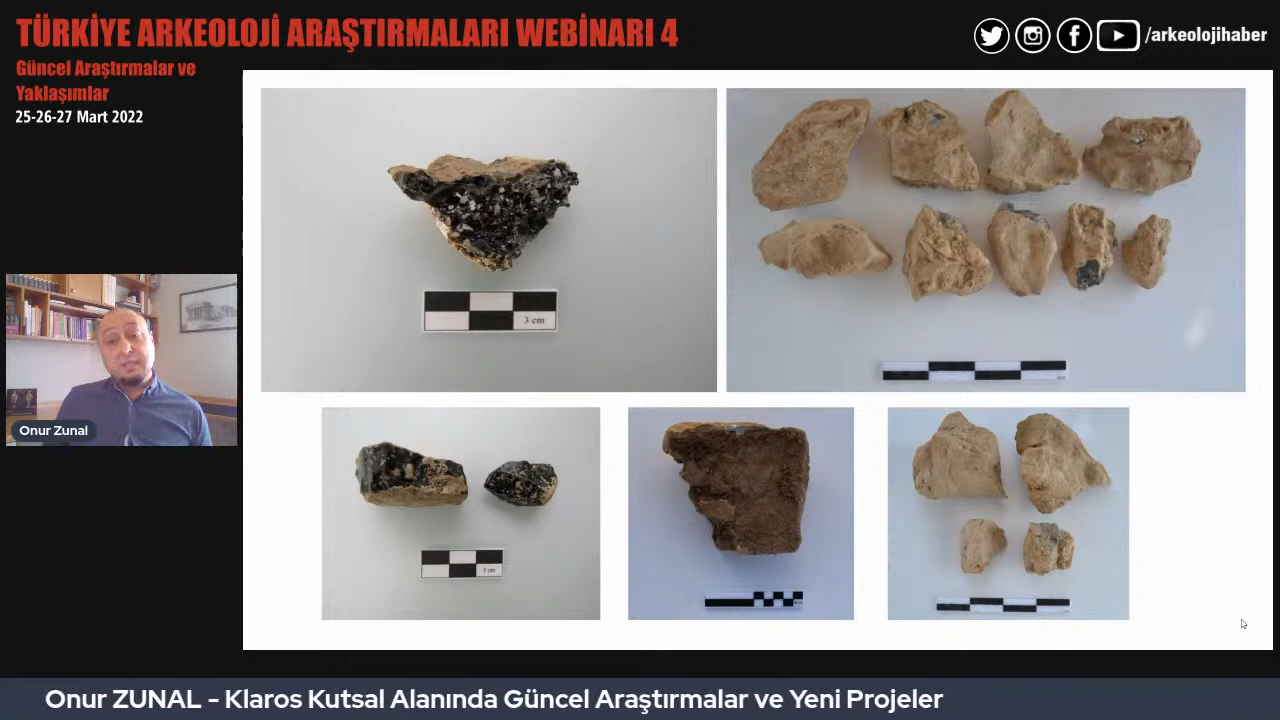 TÜRKİYE ARKEOLOJİ ARAŞTIRMALARI WEBİNARI 4
Güncel Araştırmalar ve
Yaklaşımlar
25-26-27 Mart 2022
/arkeolojihaber
3 cm
3 cm
Onur Zunal
Onur ZUNAL - Klaros Kutsal Alanında Güncel Araştırmalar ve Yeni Projeler